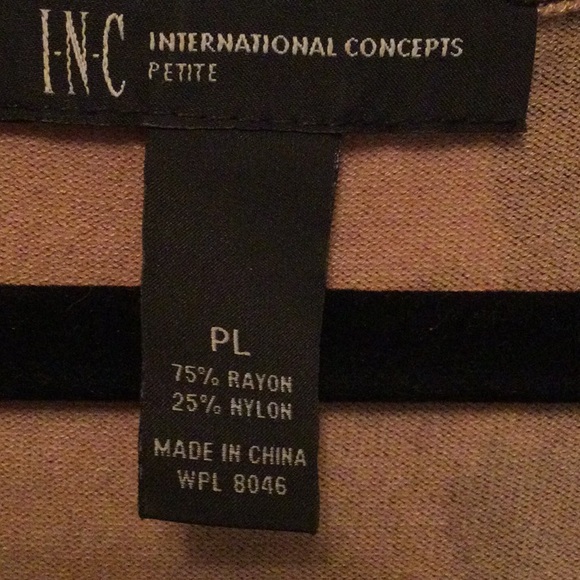 I-N-C INTERNATIONAL CONCEPTS
PETITE
PL
75% RAYON
25% NYLON
MADE IN CHINA
WPL 8046